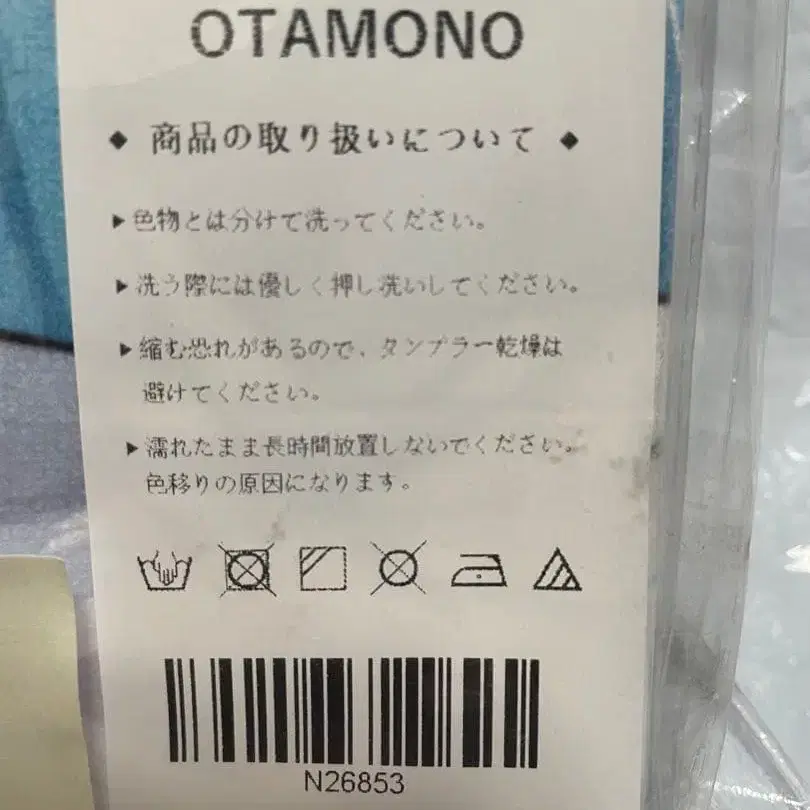 OTAMONO
◆ 商品の取り扱いについて ◆
▶色物とは分けて洗ってください。
▶洗う際には優しく押し洗いしてください。
▶縮む恐れがあるので、タンプラー乾燥は
避けてください。
▶濡れたまま長時間放置しないでください。
色移りの原因になります。
N26853